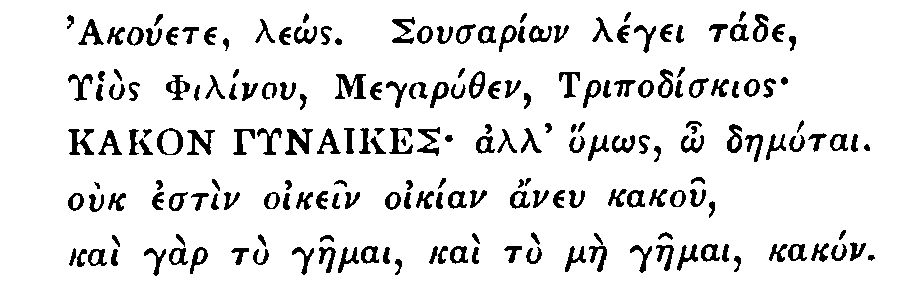 Ἀκούετε, λεώς. Σουσαρίων λέγει τάδε,
Υἱὸς Φιλίνου, Μεγαρόθεν, Τριποδίσκιος·
ΚΑΚΟΝ ΓΥΝΑΙΚΕΣ· ἀλλ’ ὅμως, ὦ δημόται.
οὐκ ἐστὶν οἰκεῖν οἰκίαν ἄνευ κακοῦ,
καὶ γὰρ τὸ γῆμαι, καὶ τὸ μὴ γῆμαι, κακόν.